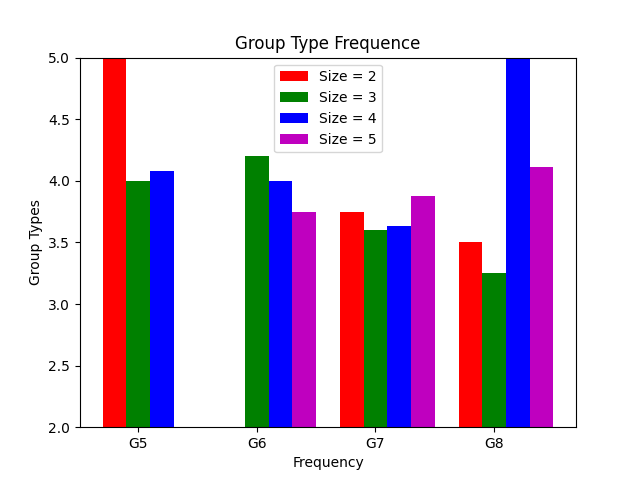 Group Type Frequence
Size = 2
Size = 3
Size = 4
Size = 5
Group Types
5.0
4.5
4.0
3.5
3.0
2.5
2.0
G5 G6 G7 G8
Frequency